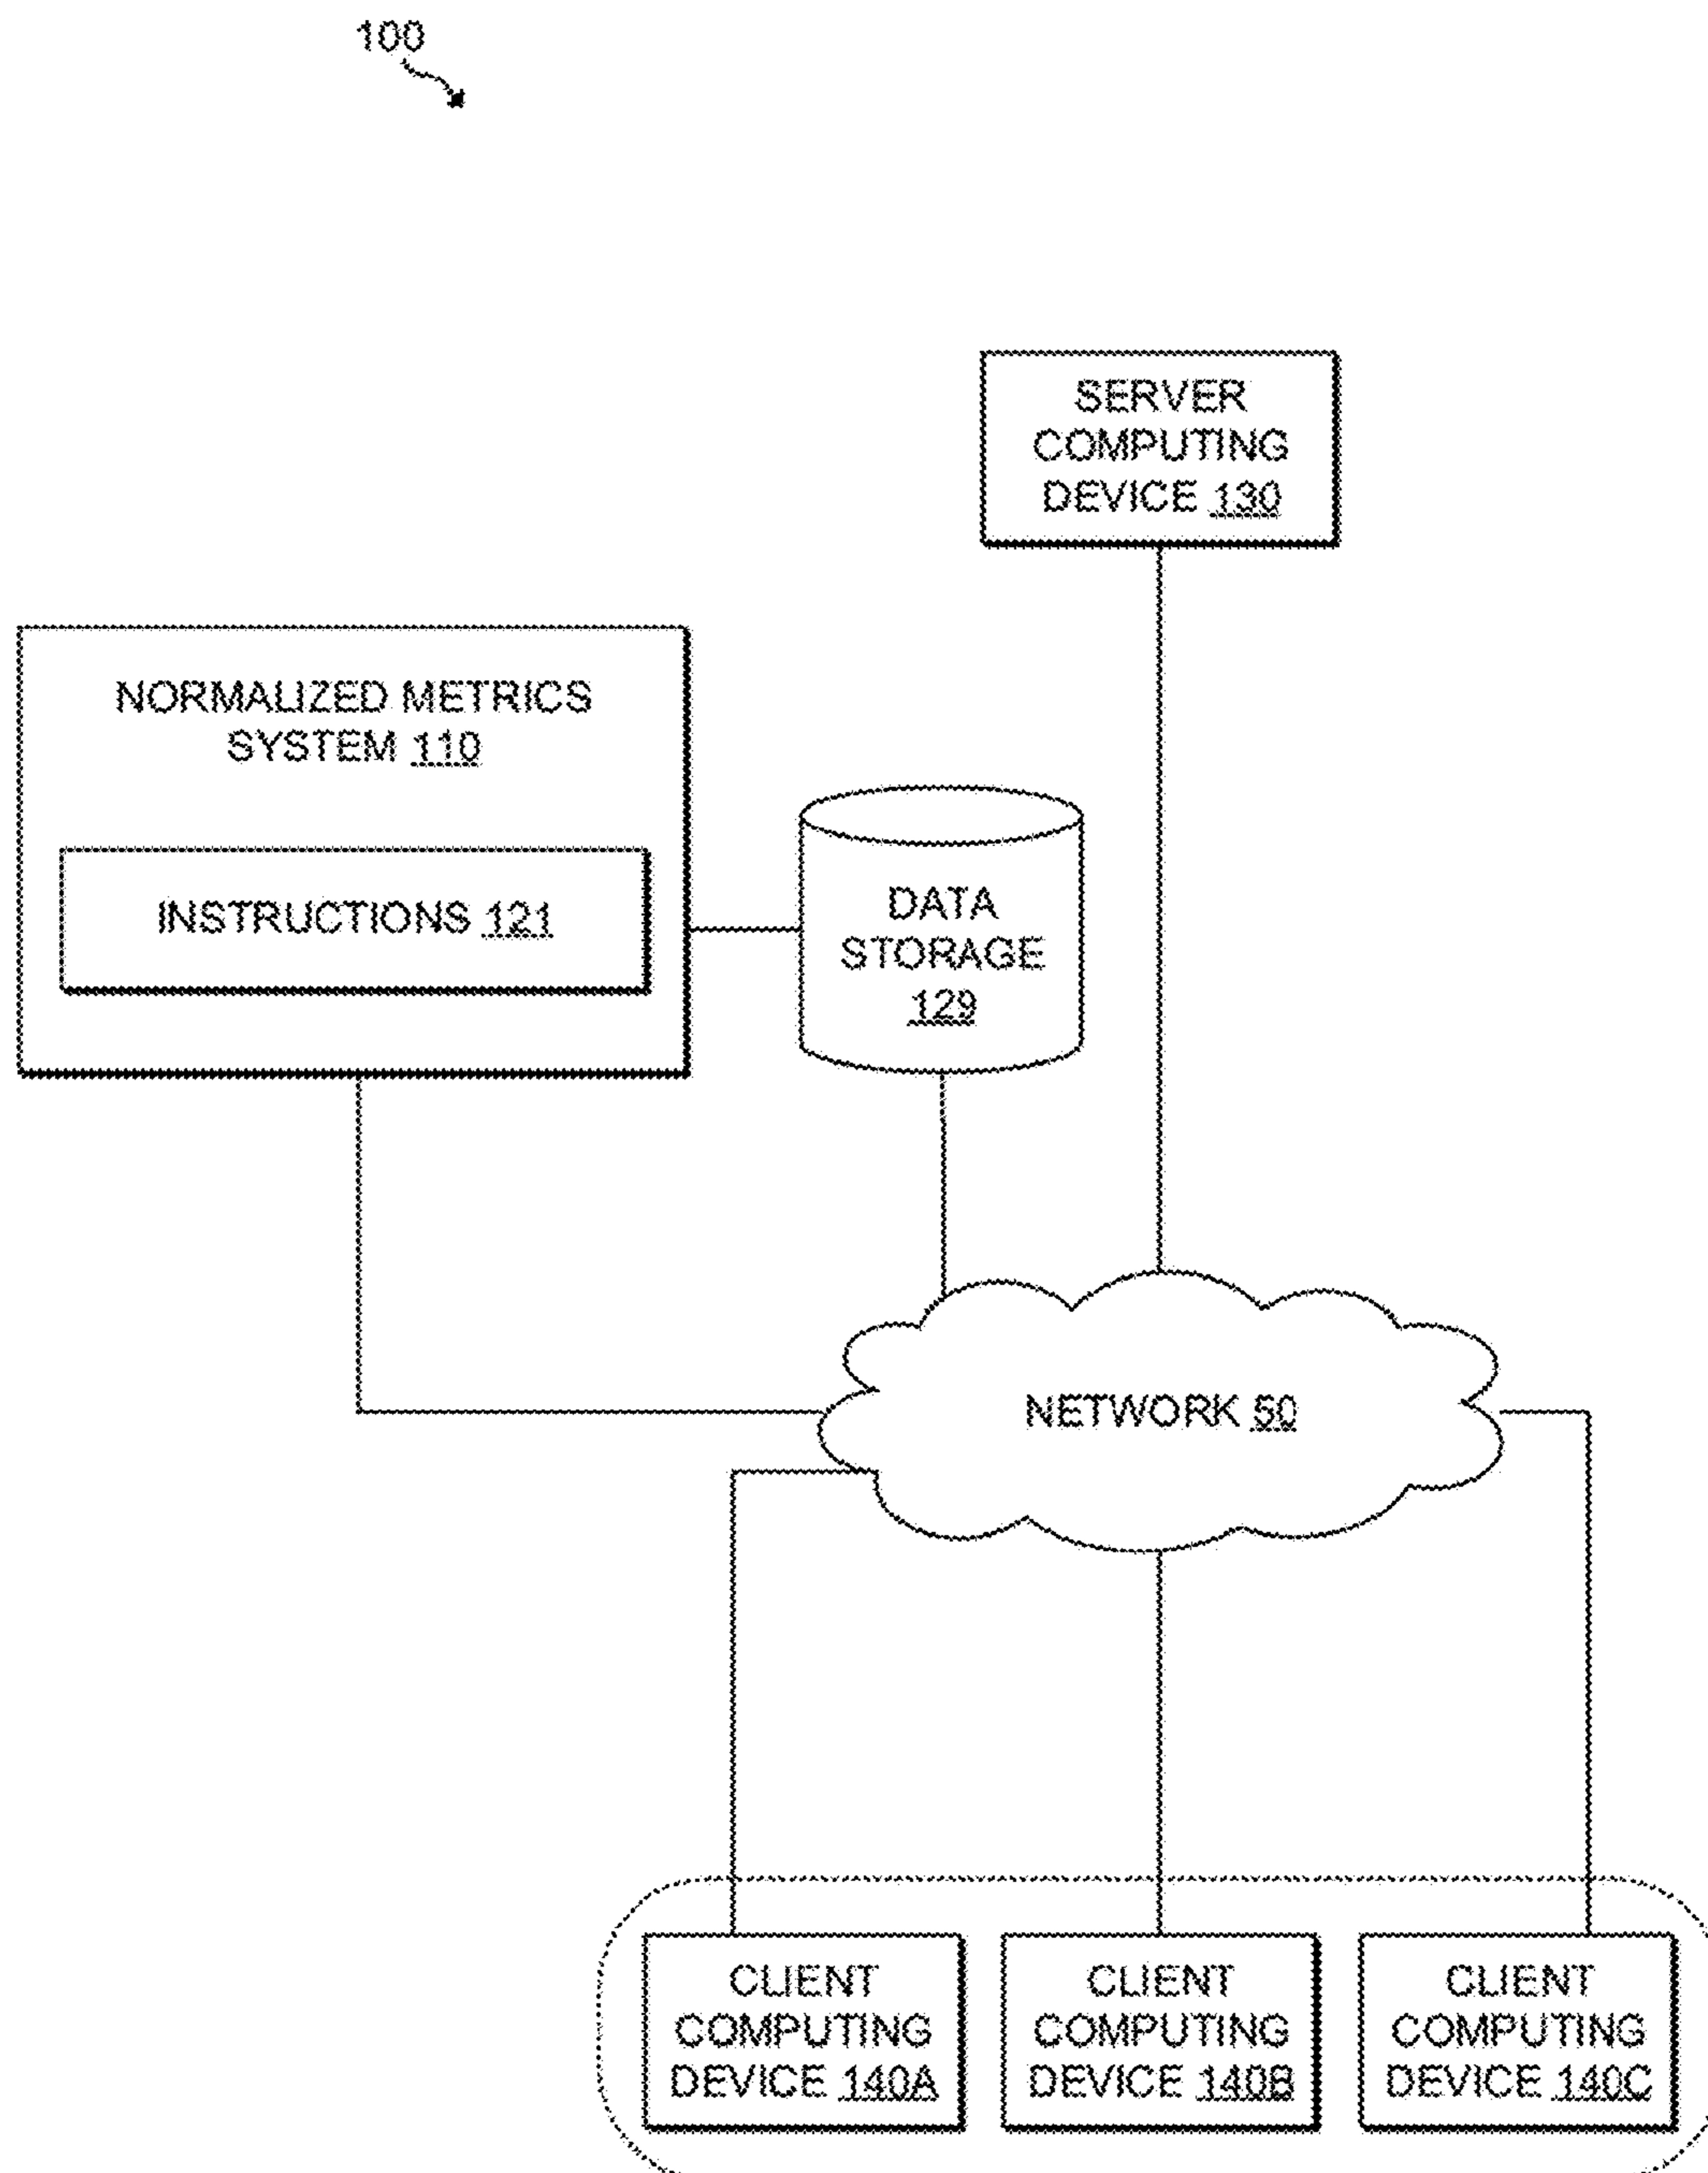 100
SERVER
COMPUTING
DEVICE 130
NORMALIZED METRICS
SYSTEM 110
INSTRUCTIONS 121
DATA
STORAGE
129
NETWORK 50
CLIENT
COMPUTING
DEVICE 140A
CLIENT
COMPUTING
DEVICE 140B
CLIENT
COMPUTING
DEVICE 140C